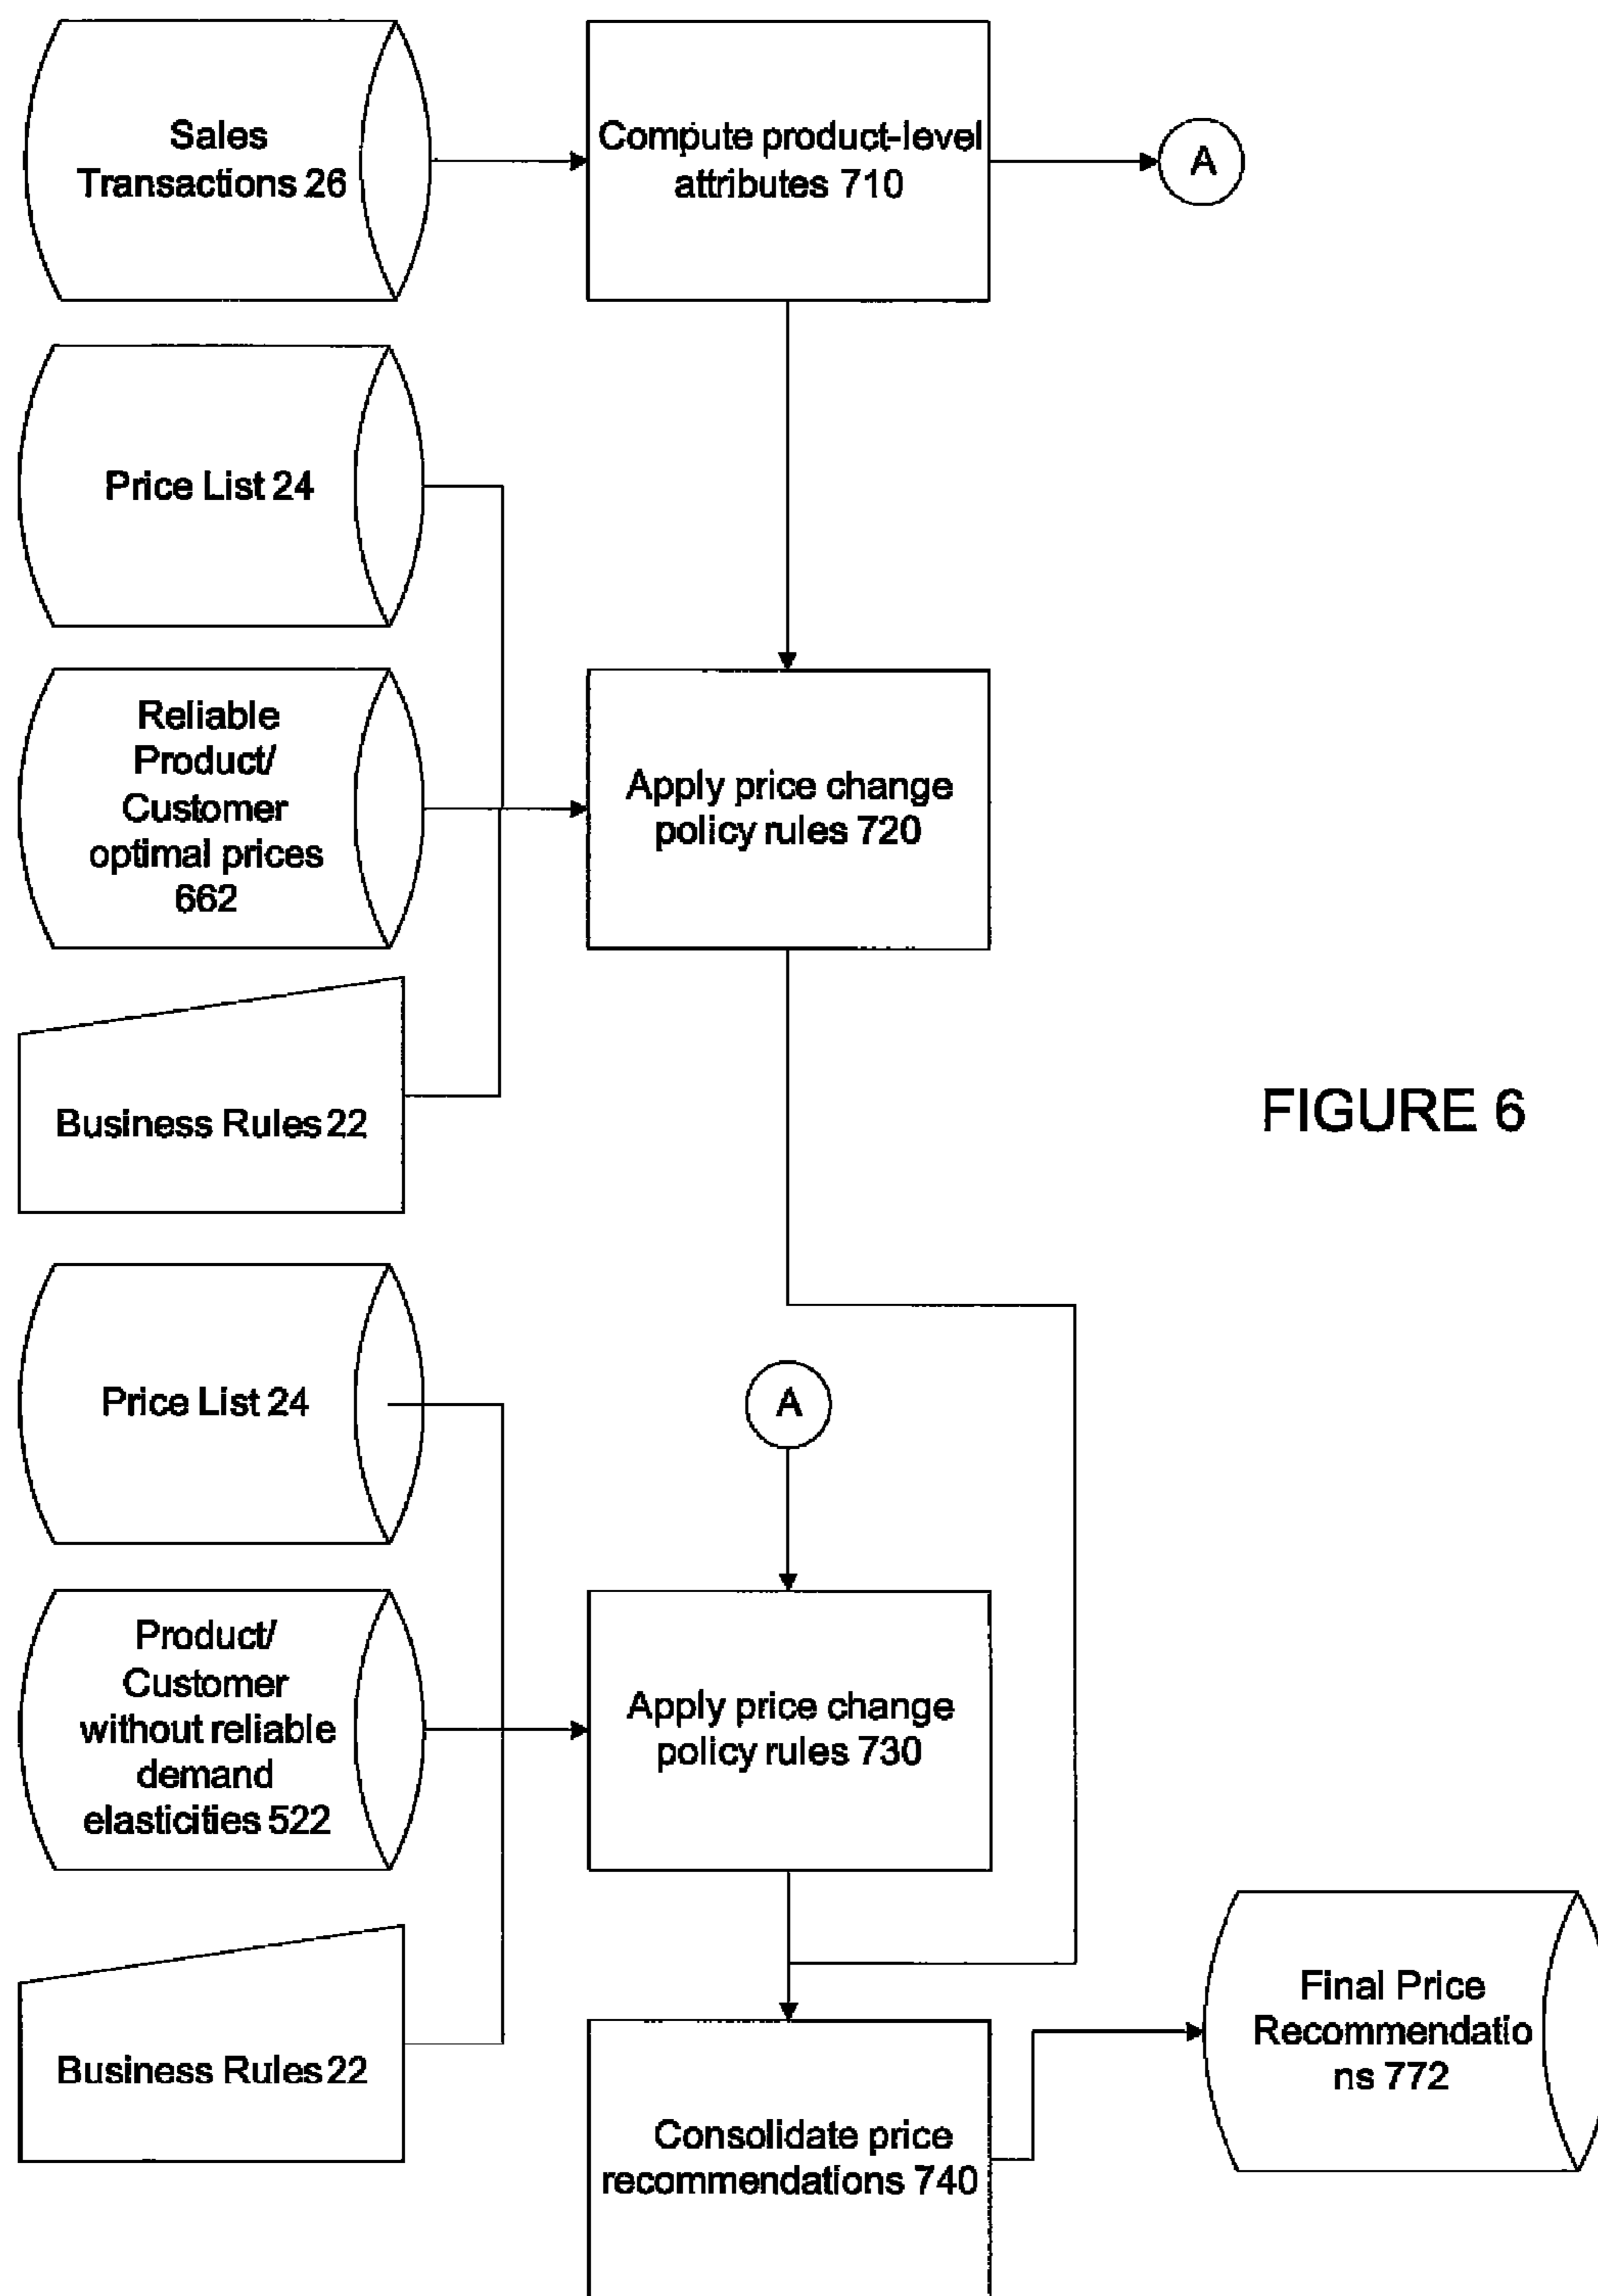 Sales
Transactions 26
Compute product-level
attributes 710
A
Price List 24
Reliable
Product/
Customer
optimal prices
662
Apply price change
policy rules 720
Business Rules 22
FIGURE 6
Price List 24
A
Product/
Customer
without reliable
demand
elasticities 522
Apply price change
policy rules 730
Business Rules 22
Final Price
Recommendatio
ns 772
Consolidate price
recommendations 740